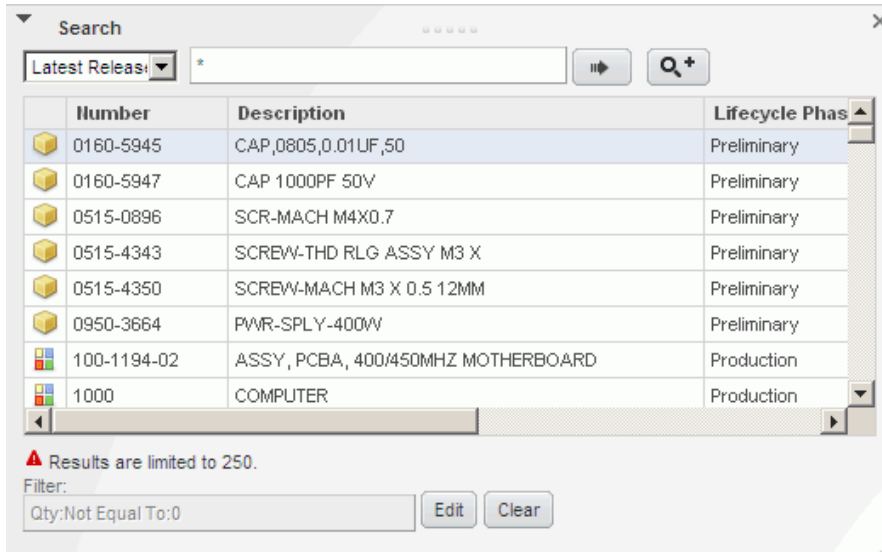 Search
Latest Release *
Number Description Lifecycle Phas
0160-5945 CAP,0805,0.01UF,50 Preliminary
0160-5947 CAP 1000PF 50V Preliminary
0515-0896 SCR-MACH M4X0.7 Preliminary
0515-4343 SCREW-THD RLG ASSY M3 X Preliminary
0515-4350 SCREW-MACH M3 X 0.5 12MM Preliminary
0950-3664 PWR-SPLY-400W Preliminary
100-1194-02 ASSY, PCBA, 400/450MHZ MOTHERBOARD Production
1000 COMPUTER Production
Results are limited to 250.
Filter:
Qty:Not Equal To:0 Edit Clear